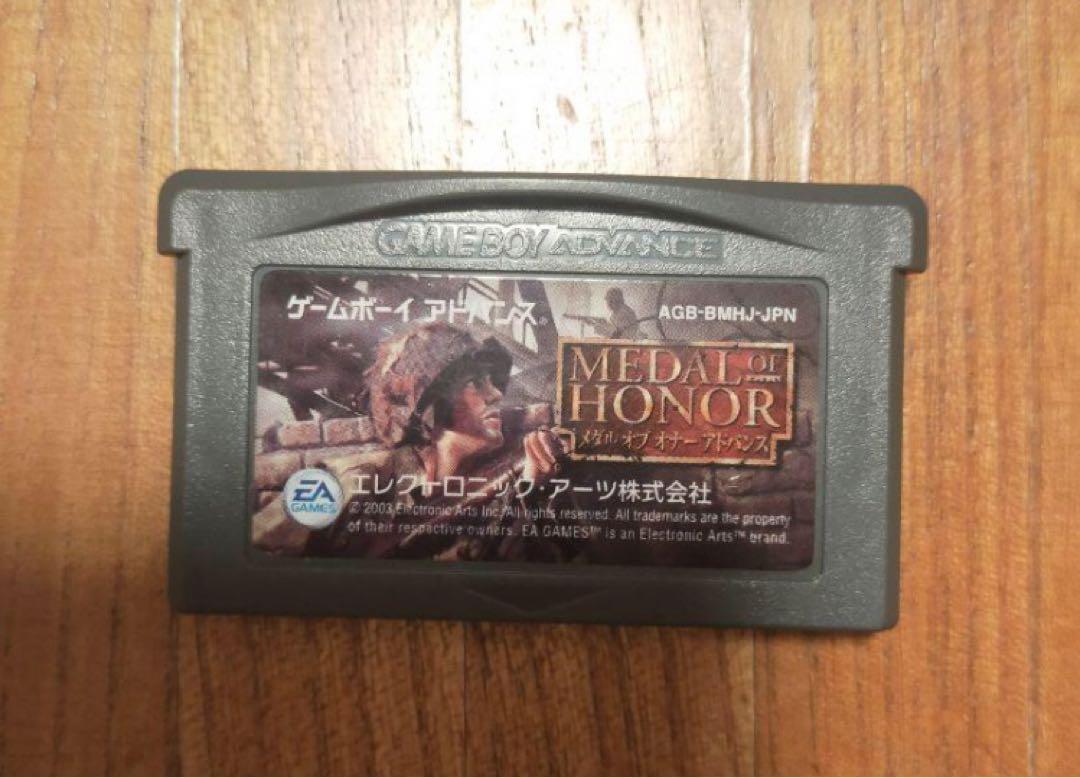 GAME BOY ADVANCE
ゲームボーイ アドバンス®
AGB-BMHJ-JPN
MEDAL OF
HONOR
メダル オブ オナー アドバンス
EA
GAMES
エレクトロニック・アーツ株式会社
© 2003 Electronic Arts Inc. All rights reserved. All trademarks are the property
of their respective owners. EA GAMES™ is an Electronic Arts™ brand.